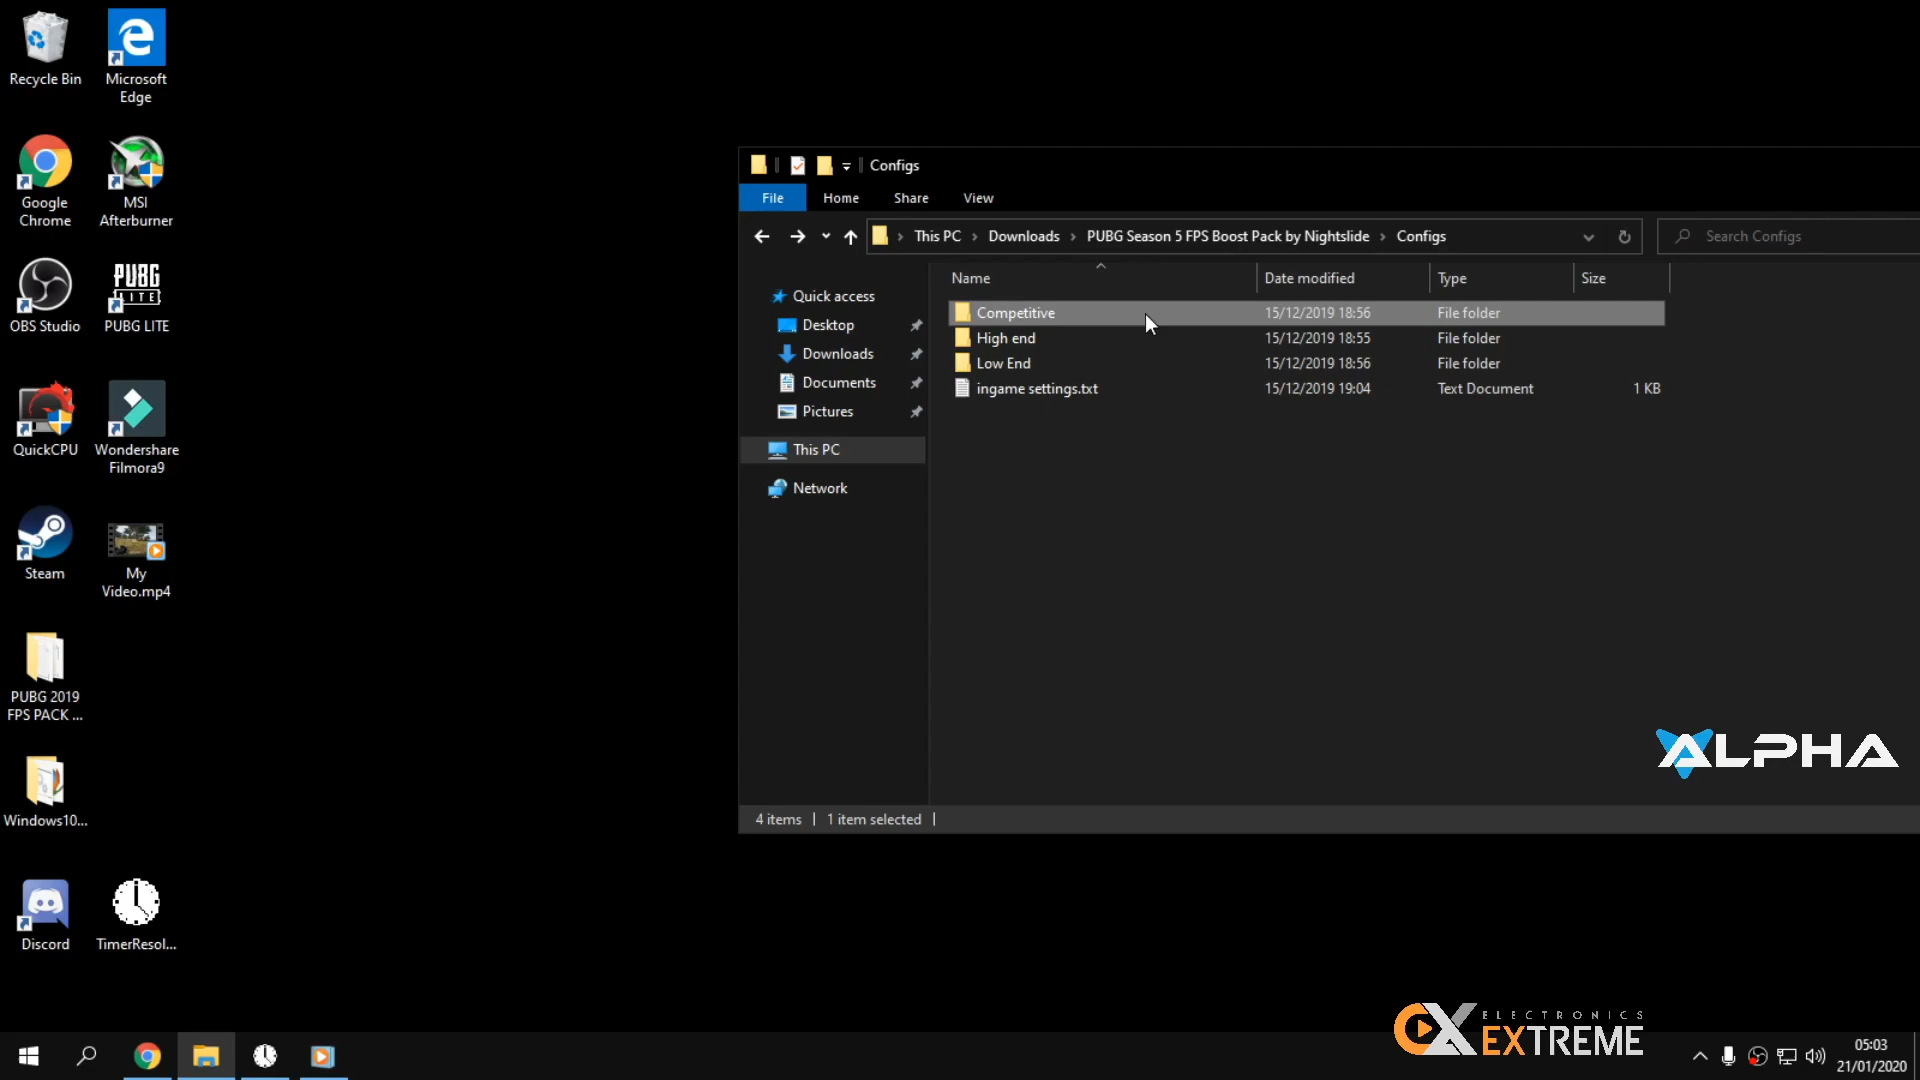 Recycle Bin
Microsoft
Edge
Google
Chrome
MSI
Afterburner
OBS Studio
PUBG
LITE
PUBG LITE
QuickCPU
Wondershare
Filmora9
Steam
My
Video.mp4
PUBG 2019
FPS PACK ...
Windows10...
Discord
TimerResol...
Configs
File Home Share View
This PC Downloads PUBG Season 5 FPS Boost Pack by Nightslide Configs
Search Configs
Name Date modified Type Size
Quick access
Desktop
Downloads
Documents
Pictures
This PC
Network
Competitive 15/12/2019 18:56 File folder
High end 15/12/2019 18:55 File folder
Low End 15/12/2019 18:56 File folder
ingame settings.txt 15/12/2019 19:04 Text Document 1 KB
ALPHA
4 items 1 item selected
ELECTRONICS
EXTREME
05:03
21/01/2020